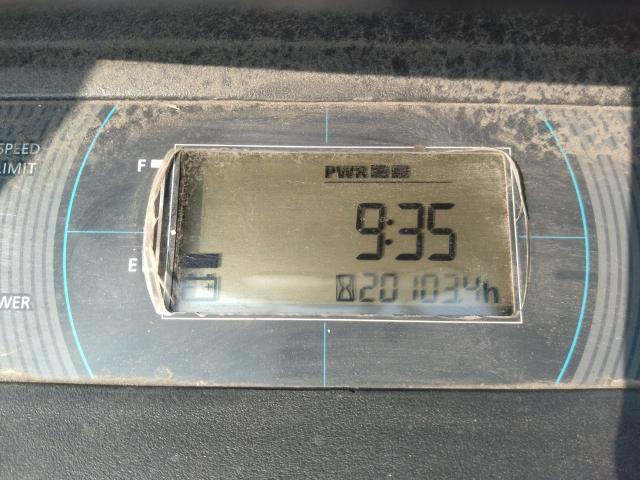 SPEED
LIMIT
F
PWR
9:35
E
20103.4h
WER